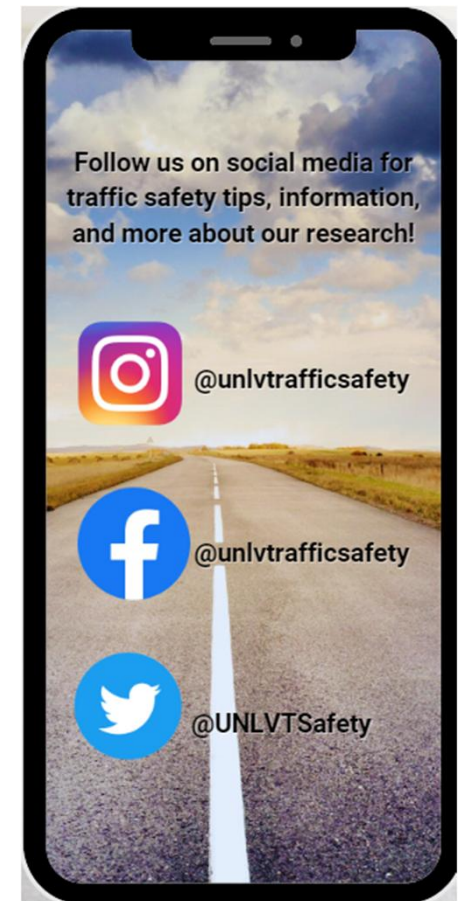 Follow us on social media for
traffic safety tips, information,
and more about our research!
@unlvtrafficsafety
@unlvtrafficsafety
@UNLVTSafety